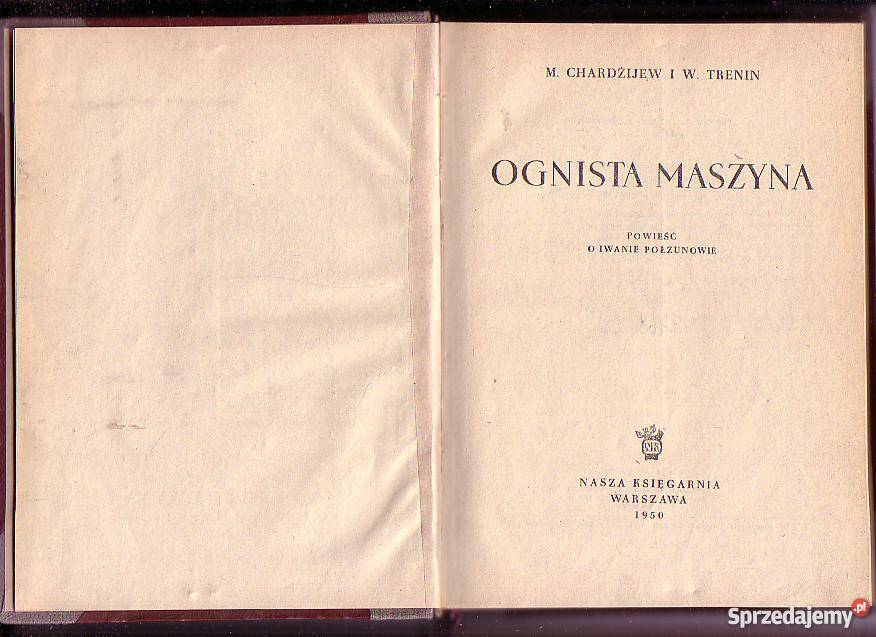 M. CHARDŻIJEW I W. TRENIN
OGNISTA MASZYNA
POWIEŚĆ
O IWANIE POŁZUNOWIE
NASZA KSIĘGARNIA
WARSZAWA
1950
Sprzedajemy.pl